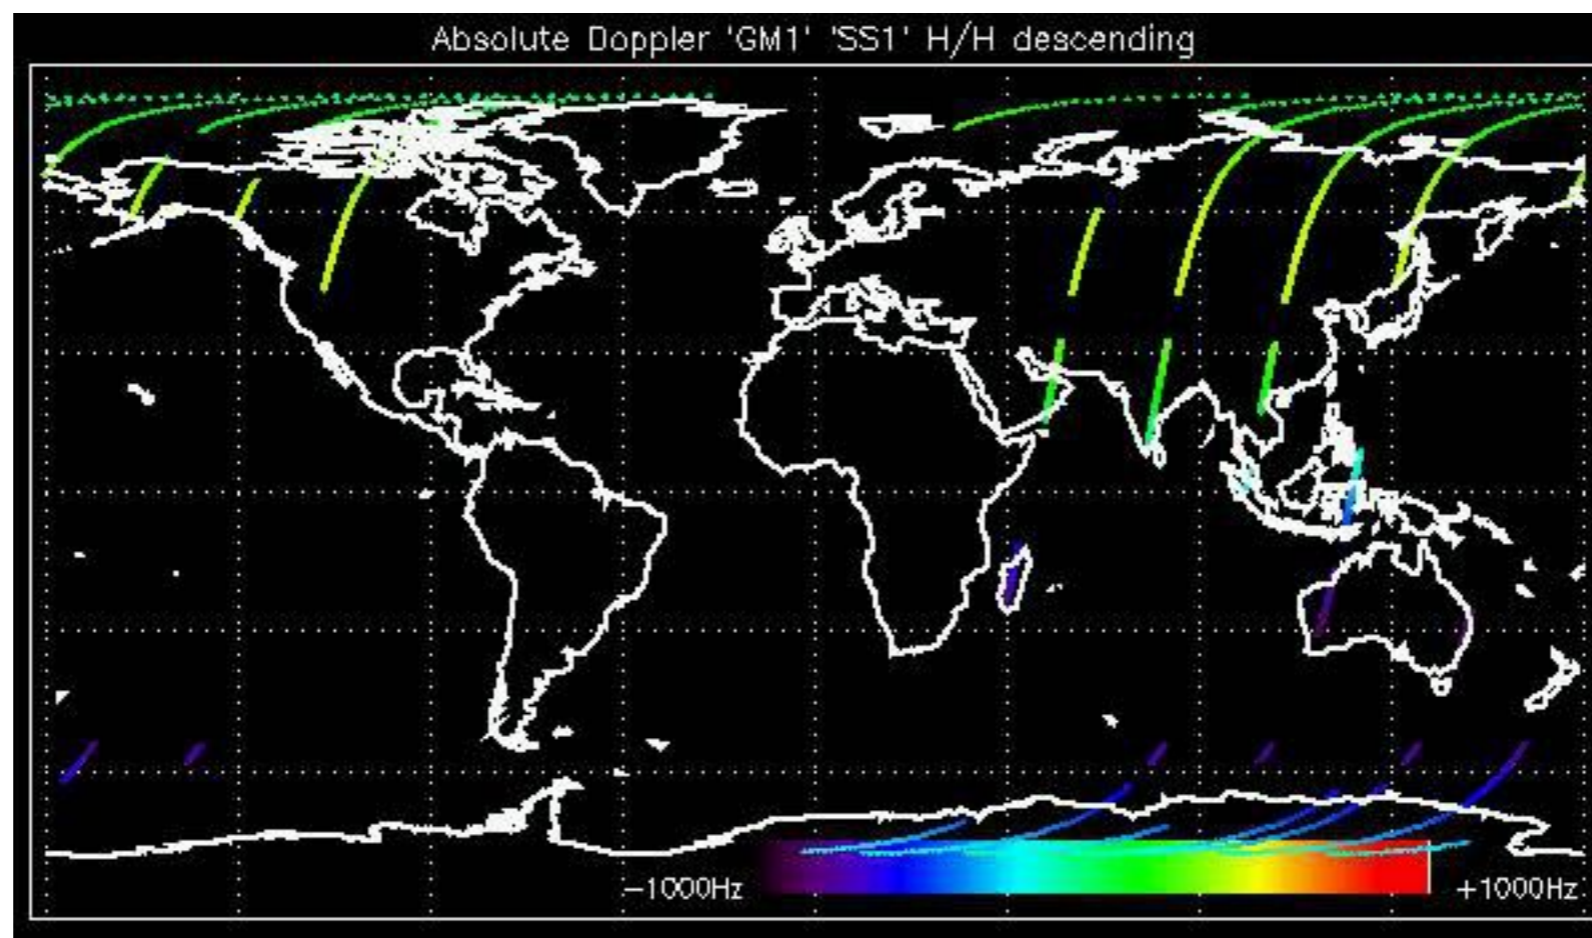 Absolute Doppler 'GM1' 'SS1' H/H descending
−1000Hz +1000Hz